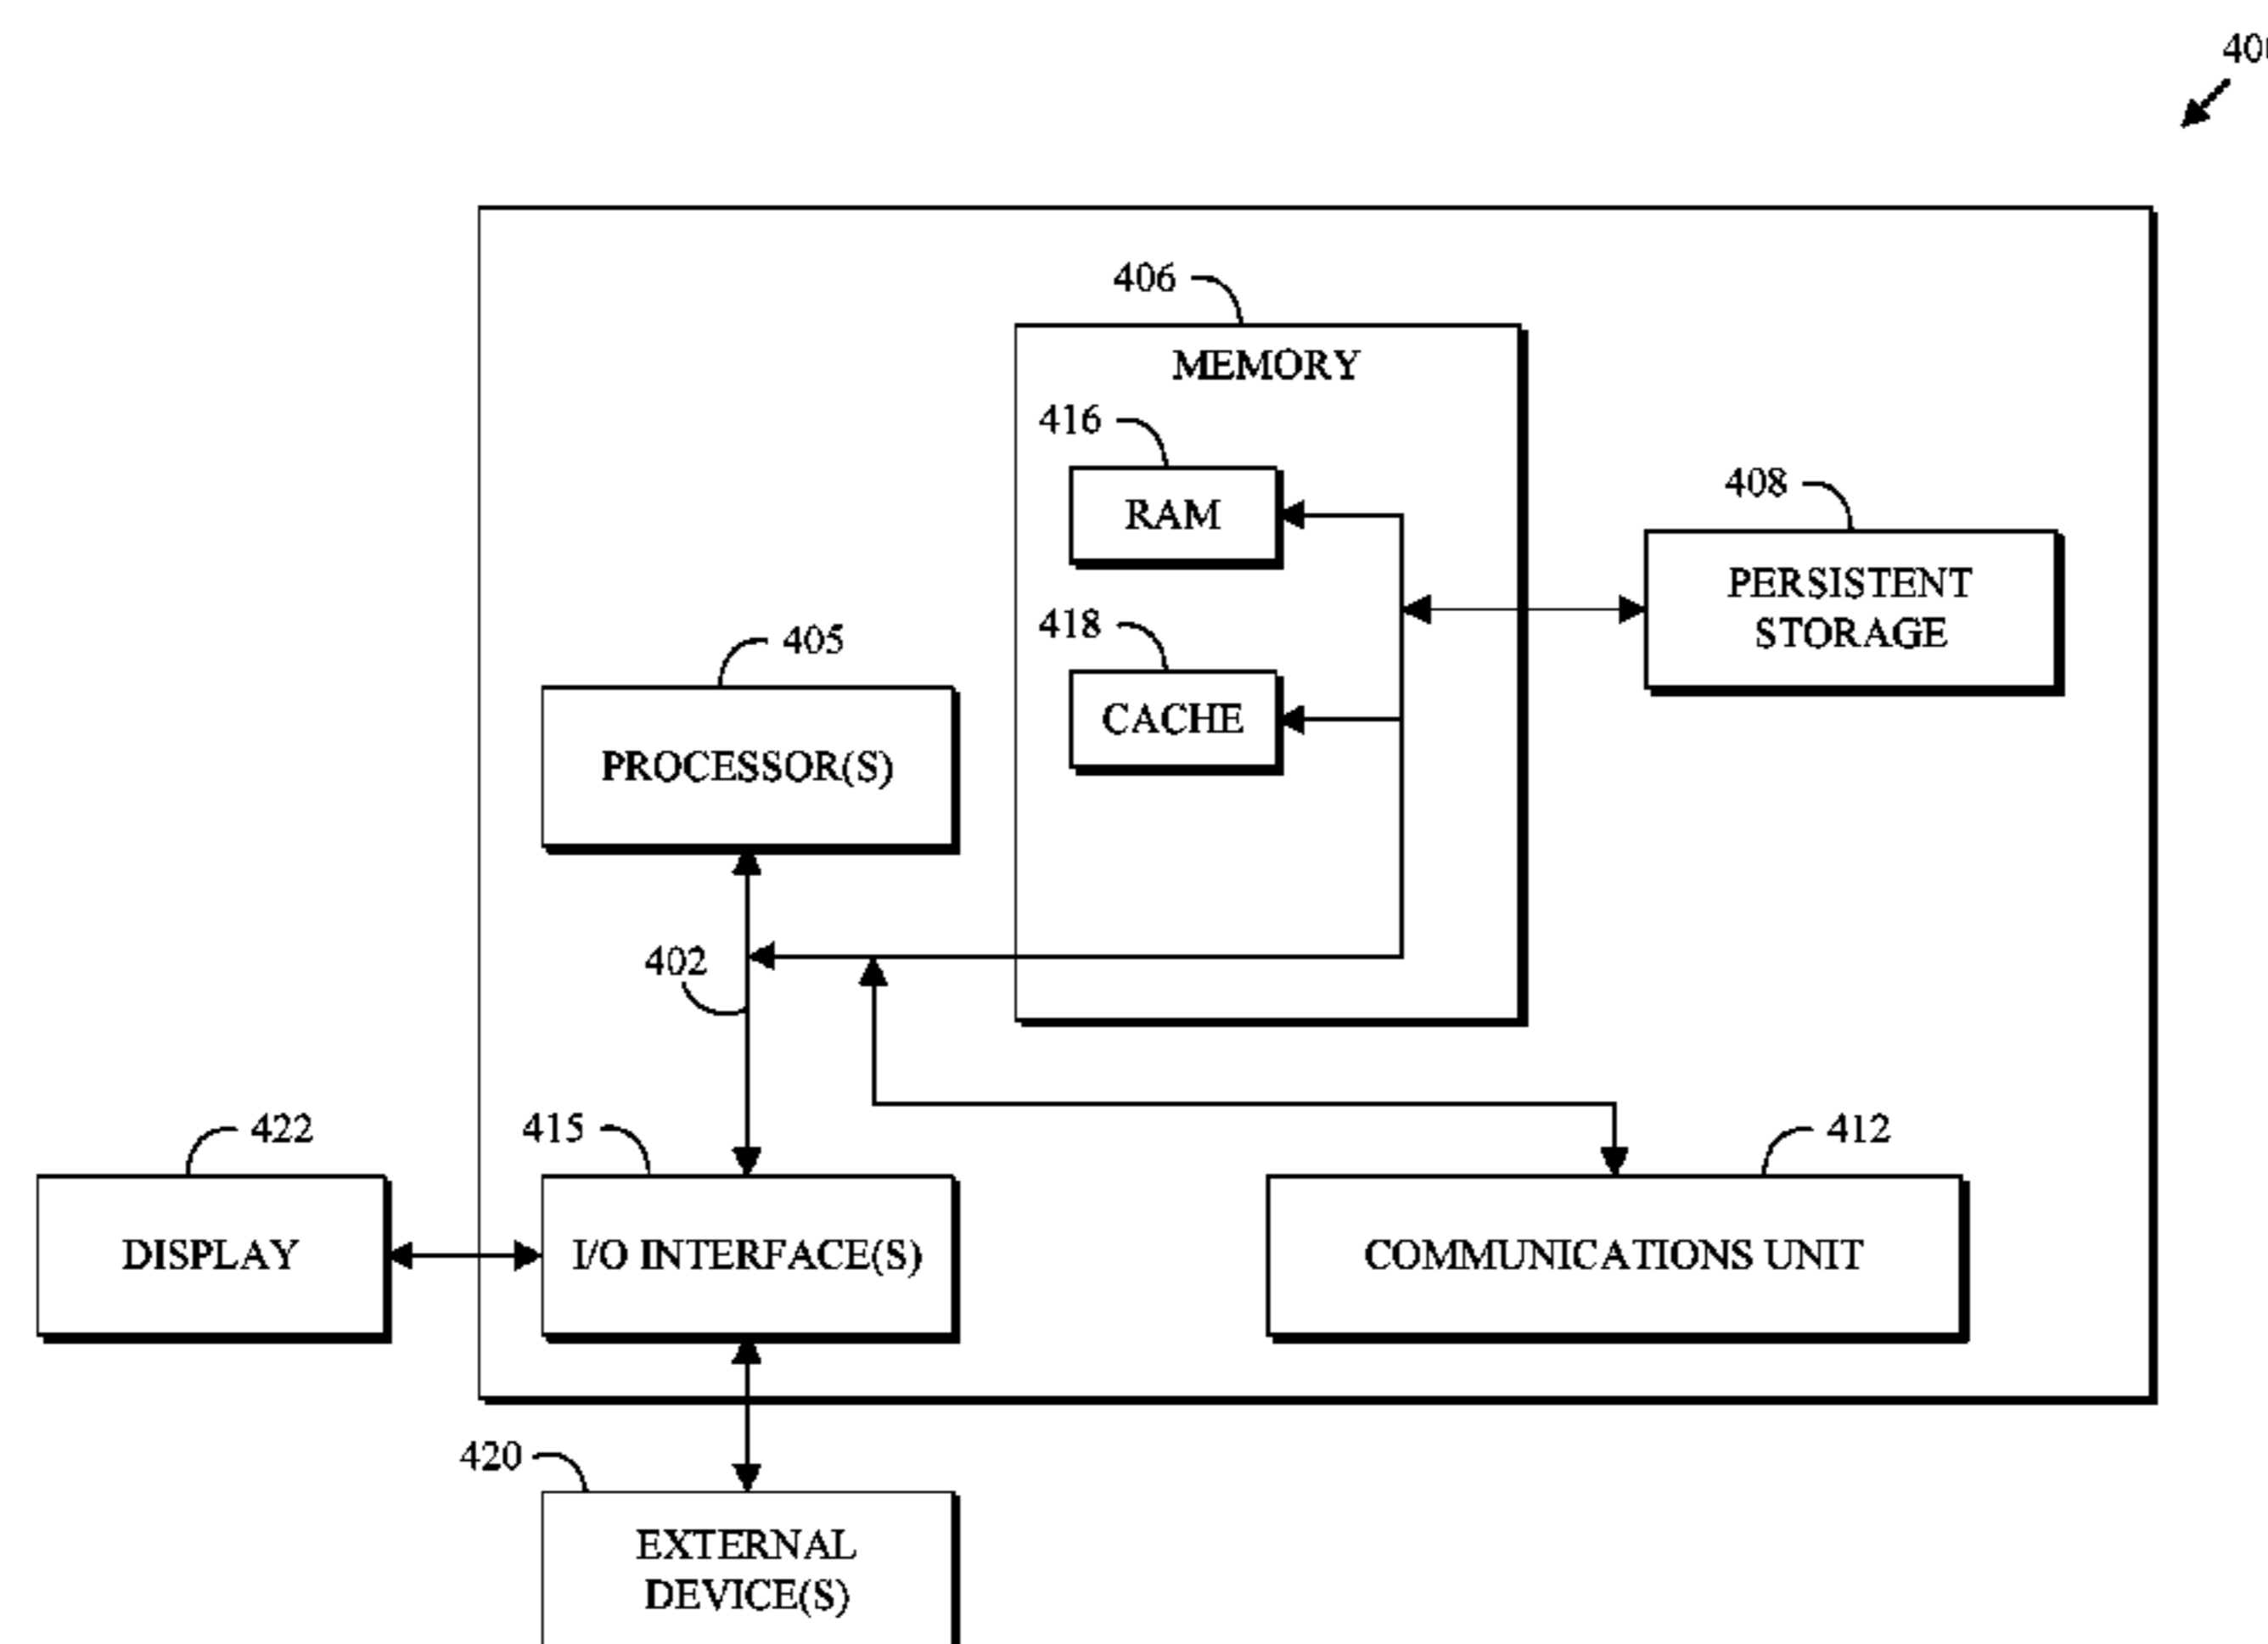 406
MEMORY
416
RAM
408
PERSISTENT
STORAGE
418
CACHE
405
PROCESSOR(S)
402
422
DISPLAY
415
I/O INTERFACE(S)
412
COMMUNICATIONS UNIT
420
EXTERNAL
DEVICE(S)